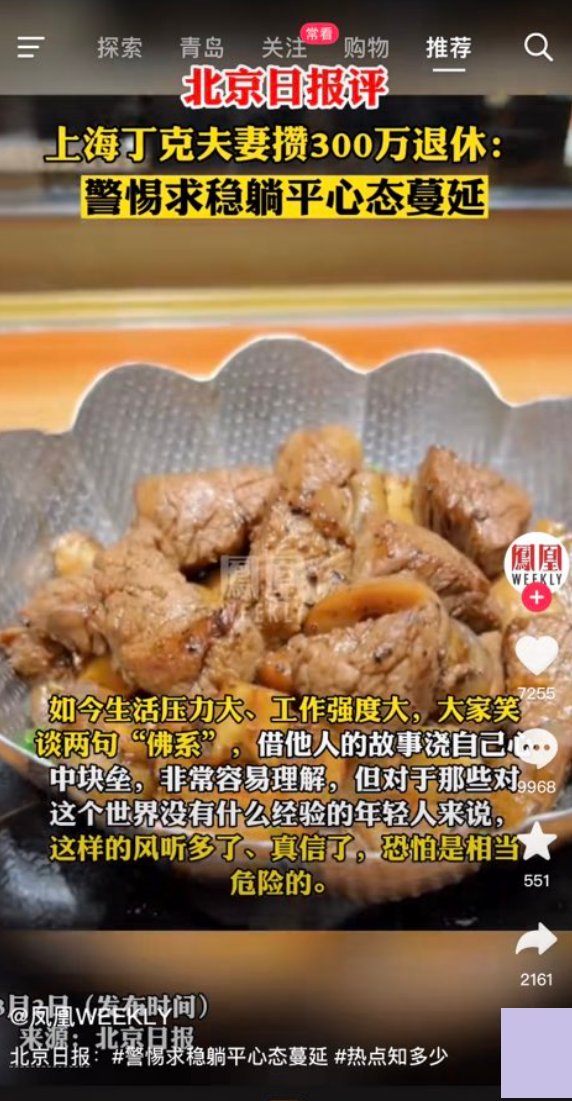 探索 青岛 关注 常看 购物 推荐
北京日报评
上海丁克夫妻攒300万退休：
警惕求稳躺平心态蔓延
鳳凰
WEEKLY
鳳凰
WEEKLY
7255
如今生活压力大、工作强度大，大家笑
谈两句“佛系”，借他人的故事浇自己心
中块垒，非常容易理解，但对于那些对
9968
这个世界没有什么经验的年轻人来说，
这样的风听多了、真信了，恐怕是相当
危险的。
551
2161
月2日（发布时间）
@凤凰WEEKLY
来源：北京日报
北京日报：#警惕求稳躺平心态蔓延 #热点知多少